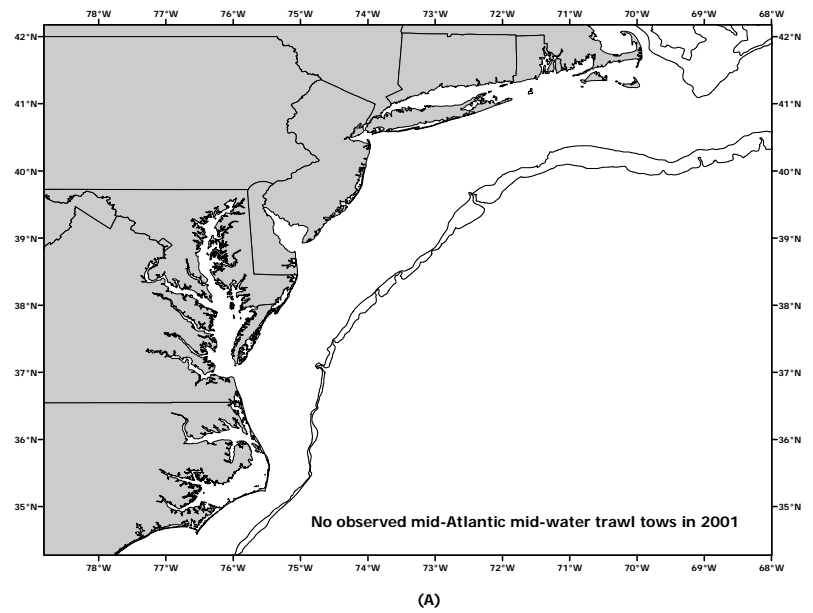 78°W 77°W 76°W 75°W 74°W 73°W 72°W 71°W 70°W 69°W 68°W
42°N 42°N
41°N 41°N
40°N 40°N
39°N 39°N
38°N 38°N
37°N 37°N
36°N 36°N
35°N 35°N
No observed mid-Atlantic mid-water trawl tows in 2001
78°W 77°W 76°W 75°W 74°W 73°W 72°W 71°W 70°W 69°W 68°W
(A)